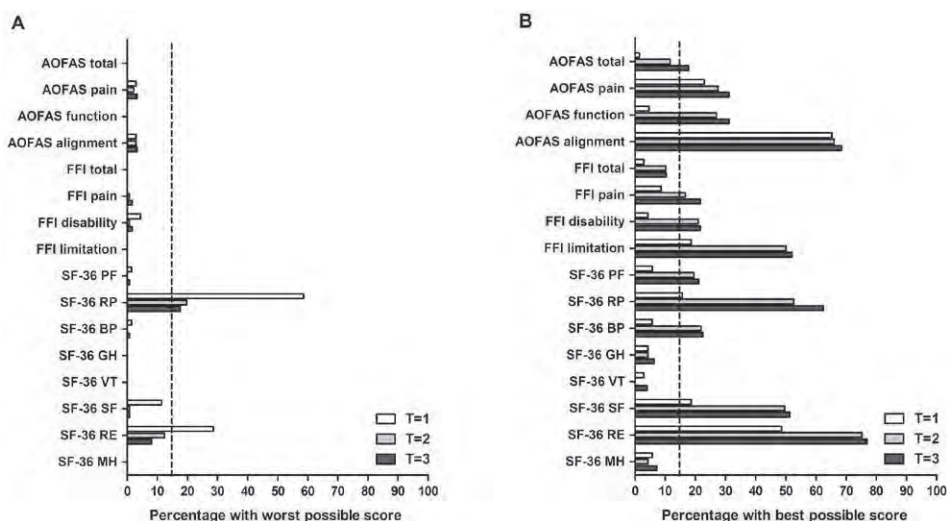 A
AOFAS total
AOFAS pain
AOFAS function
AOFAS alignment
FFI total
FFI pain
FFI disability
FFI limitation
SF-36 PF
SF-36 RP
SF-36 BP
SF-36 GH
SF-36 VT
SF-36 SF
SF-36 RE
SF-36 MH
T=1
T=2
T=3
0 10 20 30 40 50 60 70 80 90 100
Percentage with worst possible score
B
AOFAS total
AOFAS pain
AOFAS function
AOFAS alignment
FFI total
FFI pain
FFI disability
FFI limitation
SF-36 PF
SF-36 RP
SF-36 BP
SF-36 GH
SF-36 VT
SF-36 SF
SF-36 RE
SF-36 MH
T=1
T=2
T=3
0 10 20 30 40 50 60 70 80 90 100
Percentage with best possible score